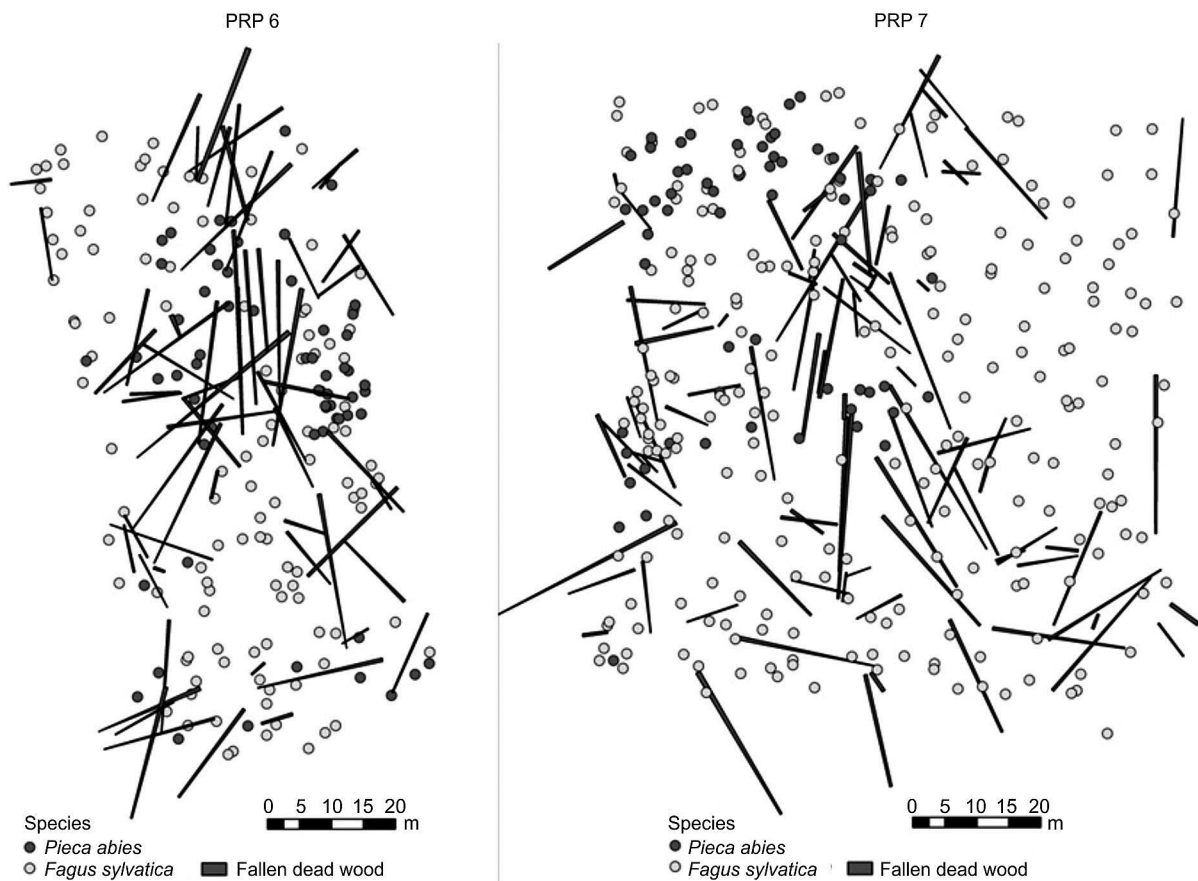 PRP 6
PRP 7
0 5 10 15 20
m
Species
Pieca abies
Fagus sylvatica
Fallen dead wood
0 5 10 15 20
m
Species
Pieca abies
Fagus sylvatica
Fallen dead wood